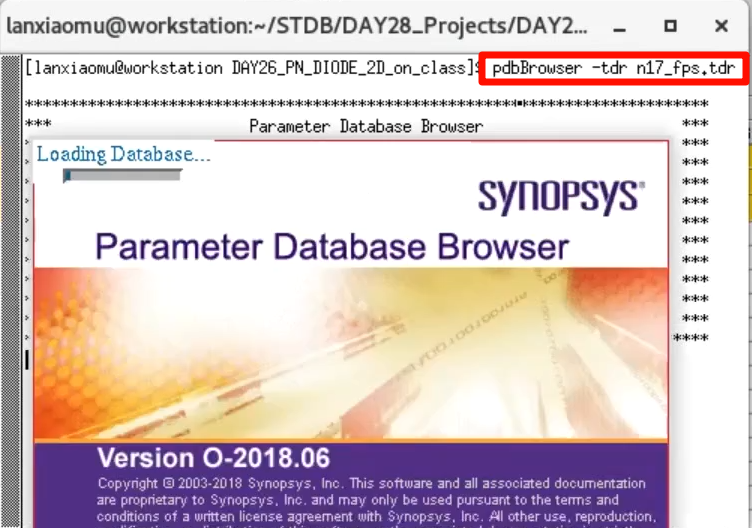 lanxiaomu@workstation:~/STDB/DAY28_Projects/DAY2...
[lanxiaomu@workstation DAY26_PN_DIODE_2D_on_class]$ pdbBrowser -tdr n17_fps.tdr
*** Parameter Database Browser ***
Loading Database...
SYNOPSYS
Parameter Database Browser
Version O-2018.06
Copyright © 2003-2018 Synopsys, Inc. This software and all associated documentation
are proprietary to Synopsys, Inc. and may only be used pursuant to the terms and
conditions of a written license agreement with Synopsys, Inc. All other use, reproduction,